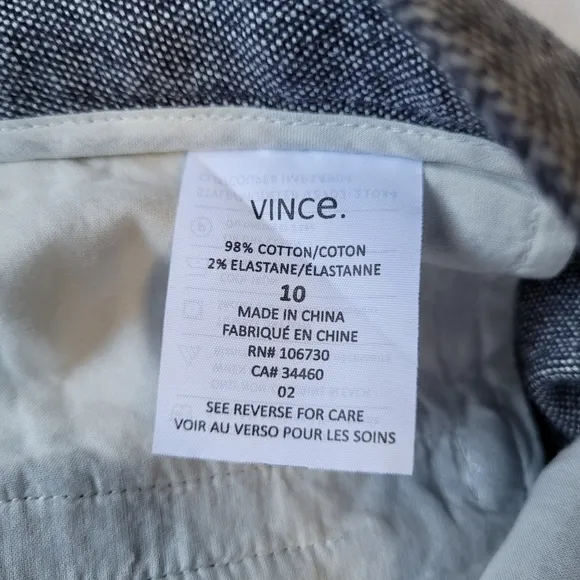 VINCe.
98% COTTON/COTON
2% ELASTANE/ÉLASTANNE
10
MADE IN CHINA
FABRIQUÉ EN CHINE
RN# 106730
CA# 34460
02
SEE REVERSE FOR CARE
VOIR AU VERSO POUR LES SOINS